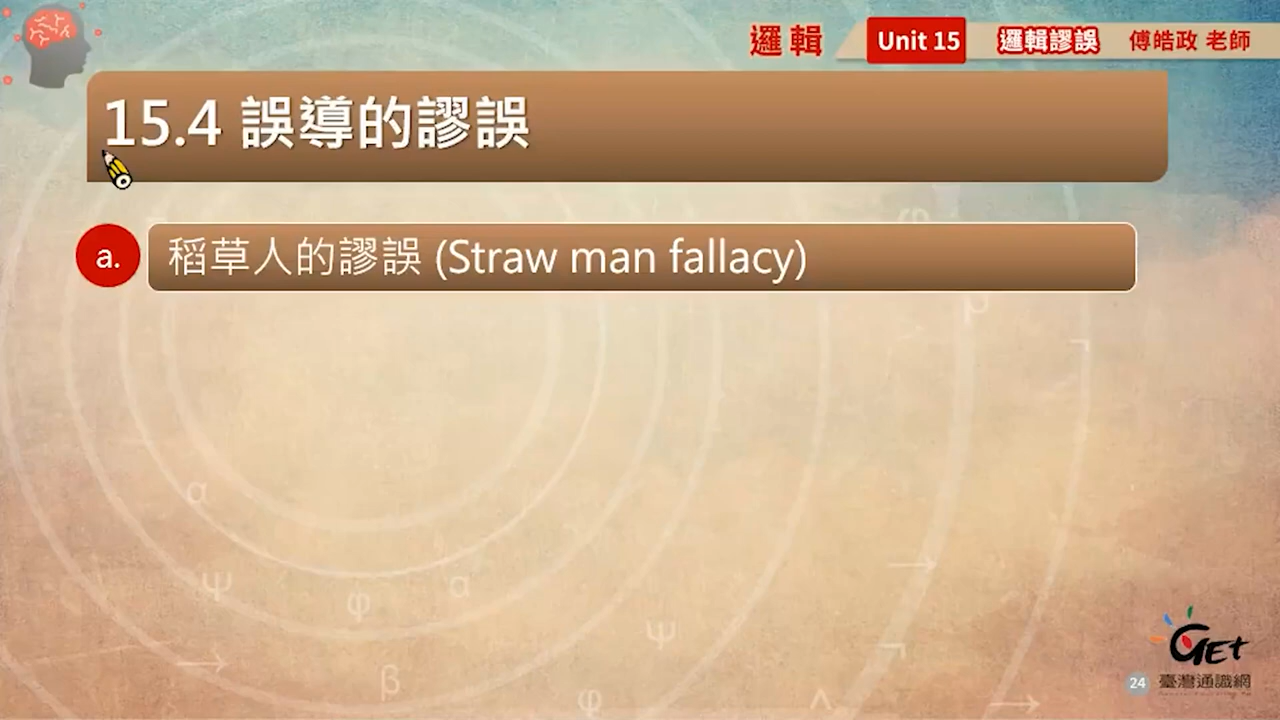 邏輯 Unit 15 邏輯謬誤 傅皓政 老師
15.4 誤導的謬誤
a. 稻草人的謬誤 (Straw man fallacy)
α
Ψ
φ
α
β
φ
Ψ
GET
24 臺灣通識網